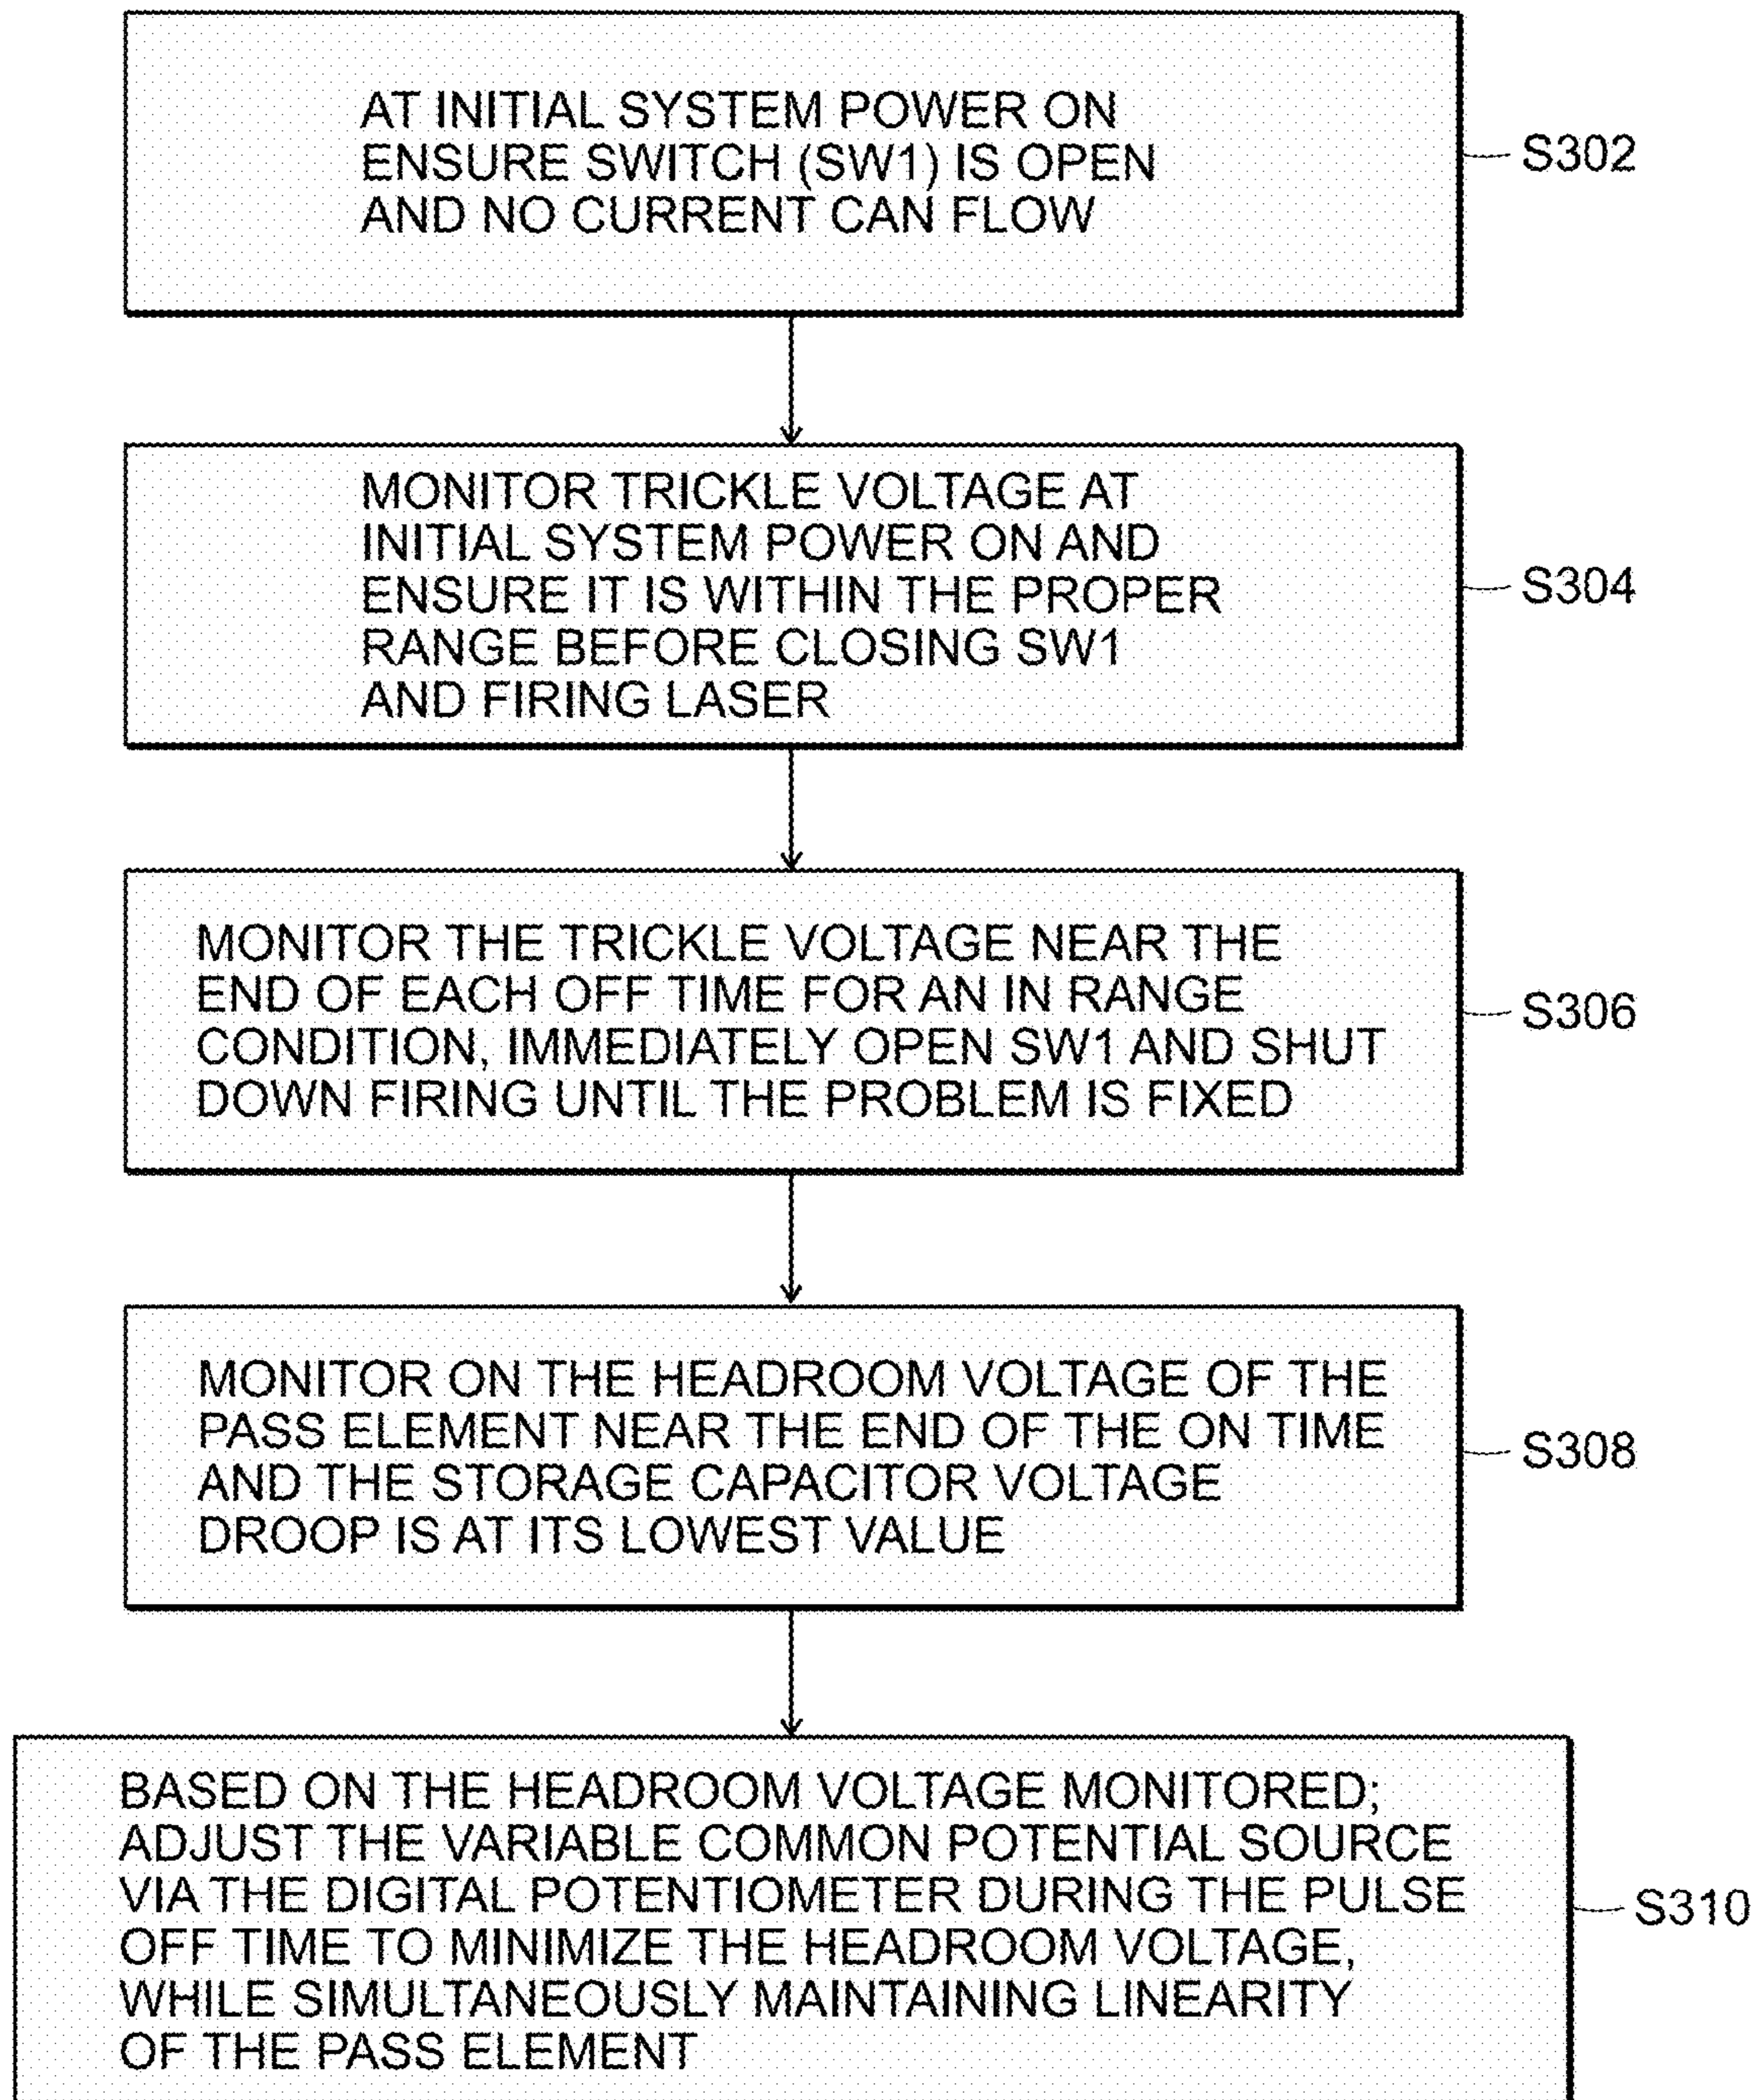 AT INITIAL SYSTEM POWER ON
ENSURE SWITCH (SW1) IS OPEN
AND NO CURRENT CAN FLOW
S302
MONITOR TRICKLE VOLTAGE AT
INITIAL SYSTEM POWER ON AND
ENSURE IT IS WITHIN THE PROPER
RANGE BEFORE CLOSING SW1
AND FIRING LASER
S304
MONITOR THE TRICKLE VOLTAGE NEAR THE
END OF EACH OFF TIME FOR AN IN RANGE
CONDITION, IMMEDIATELY OPEN SW1 AND SHUT
DOWN FIRING UNTIL THE PROBLEM IS FIXED
S306
MONITOR ON THE HEADROOM VOLTAGE OF THE
PASS ELEMENT NEAR THE END OF THE ON TIME
AND THE STORAGE CAPACITOR VOLTAGE
DROOP IS AT ITS LOWEST VALUE
S308
BASED ON THE HEADROOM VOLTAGE MONITORED;
ADJUST THE VARIABLE COMMON POTENTIAL SOURCE
VIA THE DIGITAL POTENTIOMETER DURING THE PULSE
OFF TIME TO MINIMIZE THE HEADROOM VOLTAGE,
WHILE SIMULTANEOUSLY MAINTAINING LINEARITY
OF THE PASS ELEMENT
S310